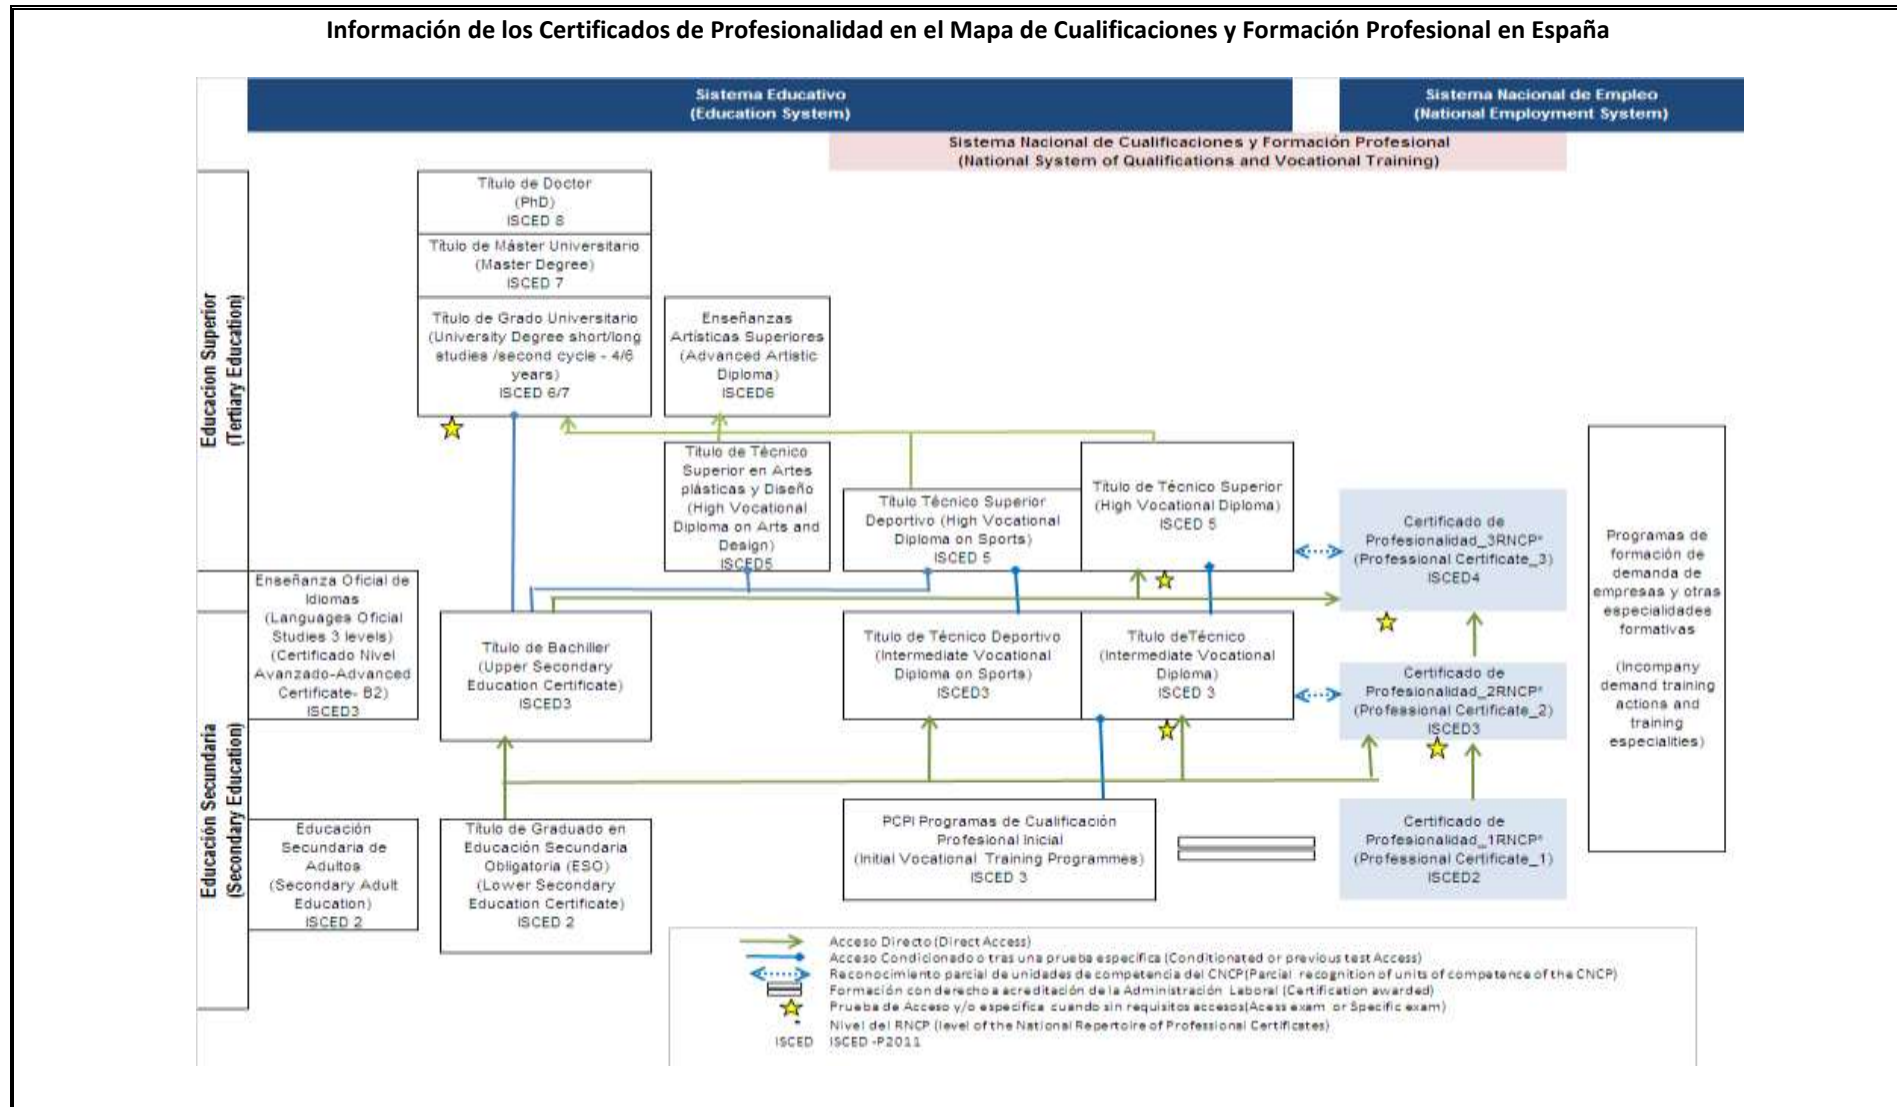 Información de los Certificados de Profesionalidad en el Mapa de Cualificaciones y Formación Profesional en España
Sistema Educativo
(Education System)
Sistema Nacional de Empleo
(National Employment System)
Sistema Nacional de Cualificaciones y Formación Profesional
(National System of Qualifications and Vocational Training)
Educacion Superior
(Tertiary Education)
Título de Doctor
(PhD)
ISCED 8
Título de Máster Universitario
(Master Degree)
ISCED 7
Título de Grado Universitario
(University Degree short/long
studies /second cycle - 4/6
years)
ISCED 6/7
Enseñanzas
Artísticas Superiores
(Advanced Artistic
Diploma)
ISCED6
Título de Técnico
Superior en Artes
plásticas y Diseño
(High Vocational
Diploma on Arts and
Design)
ISCED5
Título Técnico Superior
Deportivo (High Vocational
Diploma on Sports)
ISCED 5
Título de Técnico Superior
(High Vocational Diploma)
ISCED 5
Certificado de
Profesionalidad_3RNCP*
(Professional Certificate_3)
ISCED4
Programas de
formación de
demanda de
empresas y otras
especialidades
formativas
(Incompany
demand training
actions and
training
especialities)
Educación Secundaria
(Secondary Education)
Enseñanza Oficial de
Idiomas
(Languages Oficial
Studies 3 levels)
(Certificado Nivel
Avanzado-Advanced
Certificate- B2)
ISCED3
Título de Bachiller
(Upper Secondary
Education Certificate)
ISCED3
Título de Técnico Deportivo
(Intermediate Vocational
Diploma on Sports)
ISCED3
Título deTécnico
(Intermediate Vocational
Diploma)
ISCED 3
Certificado de
Profesionalidad_2RNCP*
(Professional Certificate_2)
ISCED3
Educación
Secundaria de
Adultos
(Secondary Adult
Education)
ISCED 2
Título de Graduado en
Educación Secundaria
Obligatoria (ESO)
(Lower Secondary
Education Certificate)
ISCED 2
PCPI Programas de Cualificación
Profesional Inicial
(Initial Vocational Training Programmes)
ISCED 3
Certificado de
Profesionalidad_1RNCP*
(Professional Certificate_1)
ISCED2
Acceso Directo (Direct Access)
Acceso Condicionado o tras una prueba específica (Conditionated or previous test Access)
Reconocimiento parcial de unidades de competencia del CNCP(Parcial recognition of units of competence of the CNCP)
Formación con derecho a acreditación de la Administración Laboral (Certification awarded)
Prueba de Acceso y/o específica cuando sin requisitos accesos(Acess exam or Specific exam)
* Nivel del RNCP (level of the National Repertoire of Professional Certificates)
ISCED ISCED -P2011